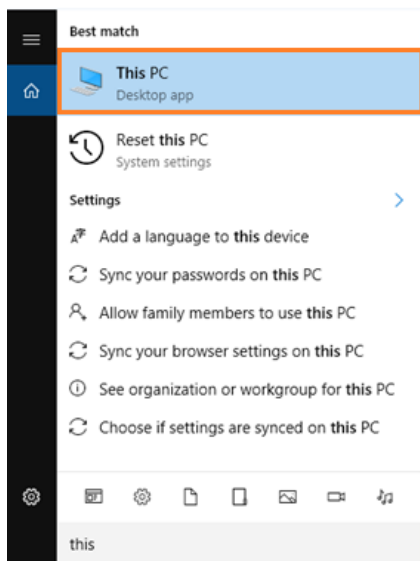 Best match
This PC
Desktop app
Reset this PC
System settings
Settings
Add a language to this device
Sync your passwords on this PC
Allow family members to use this PC
Sync your browser settings on this PC
See organization or workgroup for this PC
Choose if settings are synced on this PC
this